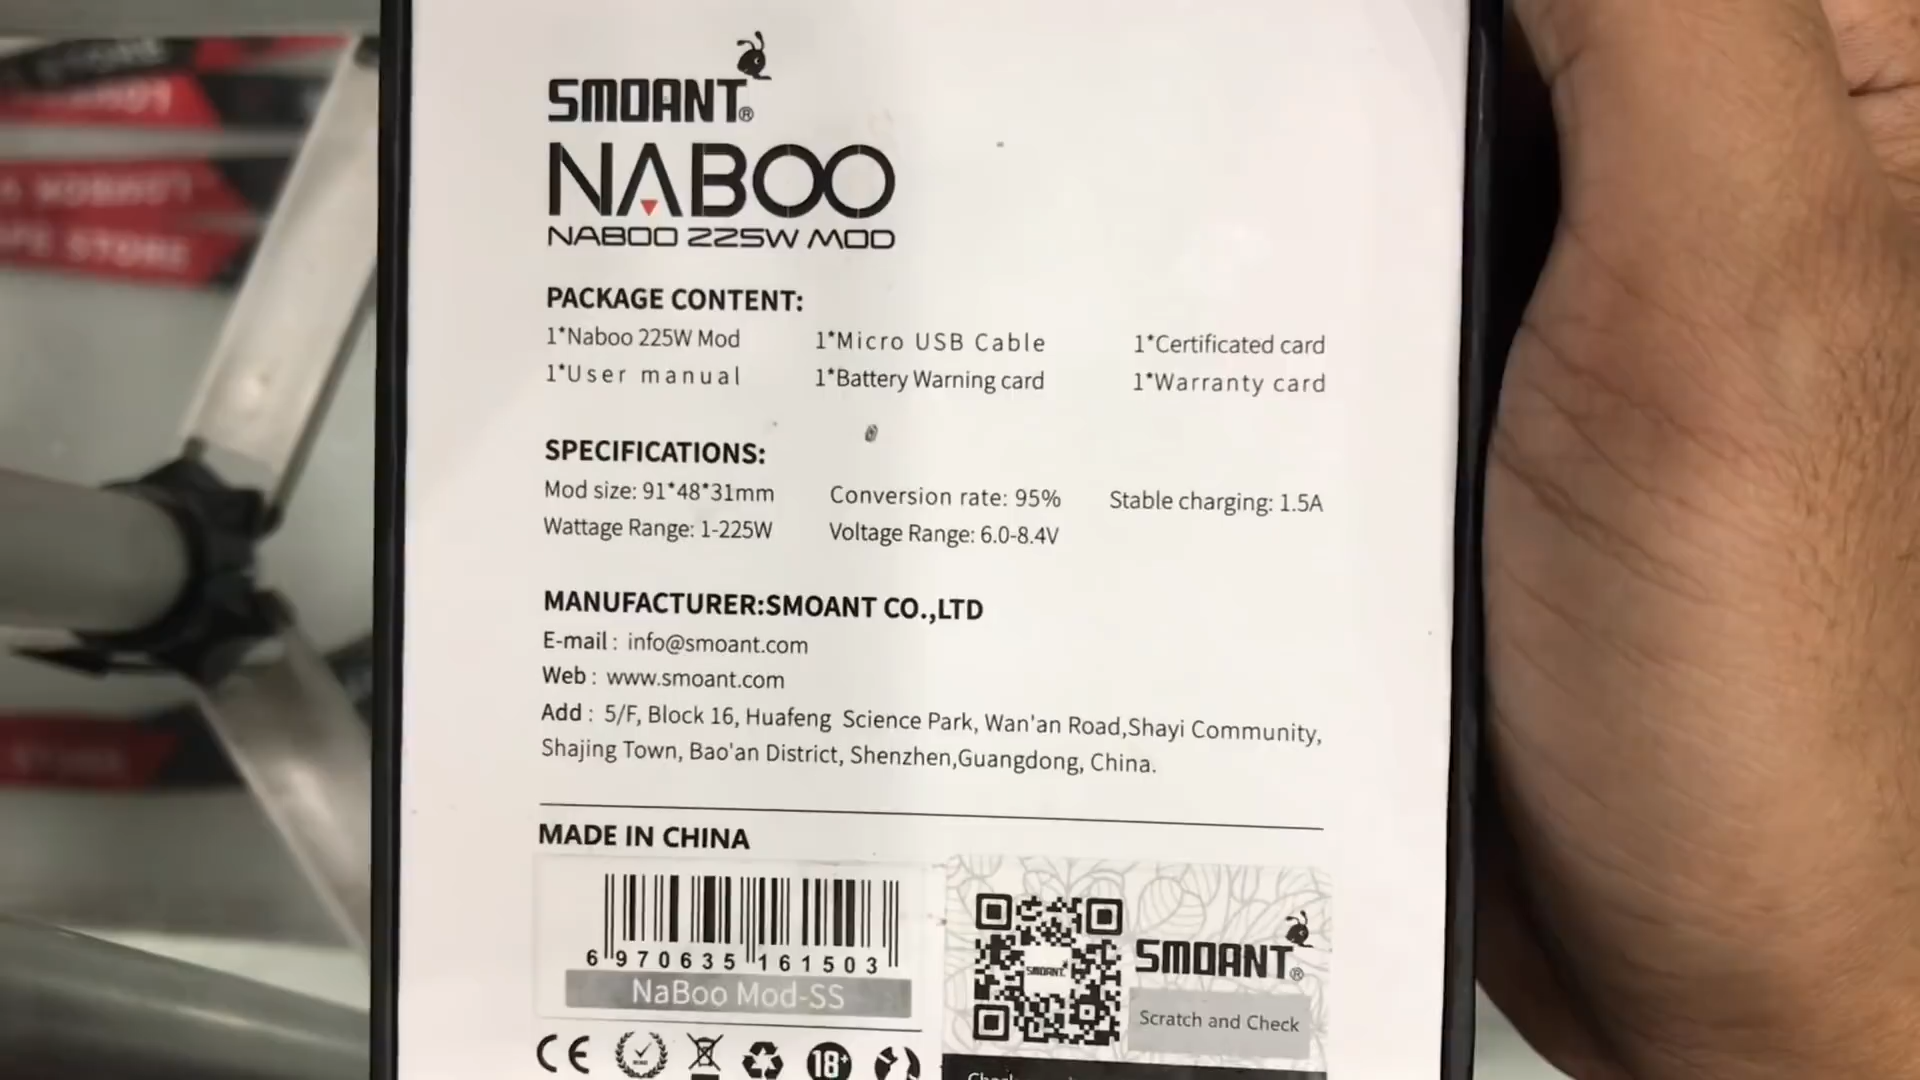 SMOANT®
NABOO
NABOO 225W MOD
PACKAGE CONTENT:
1*Naboo 225W Mod 1*Micro USB Cable 1*Certificated card
1*User manual 1*Battery Warning card 1*Warranty card
SPECIFICATIONS:
Mod size: 91*48*31mm Conversion rate: 95% Stable charging: 1.5A
Wattage Range: 1-225W Voltage Range: 6.0-8.4V
MANUFACTURER:SMOANT CO.,LTD
E-mail : info@smoant.com
Web : www.smoant.com
Add : 5/F, Block 16, Huafeng Science Park, Wan'an Road,Shayi Community,
Shajing Town, Bao'an District, Shenzhen,Guangdong, China.
MADE IN CHINA
6 970635 161503
NaBoo Mod-SS
SMOANT
SMOANT®
Scratch and Check
CE
18+
STORE